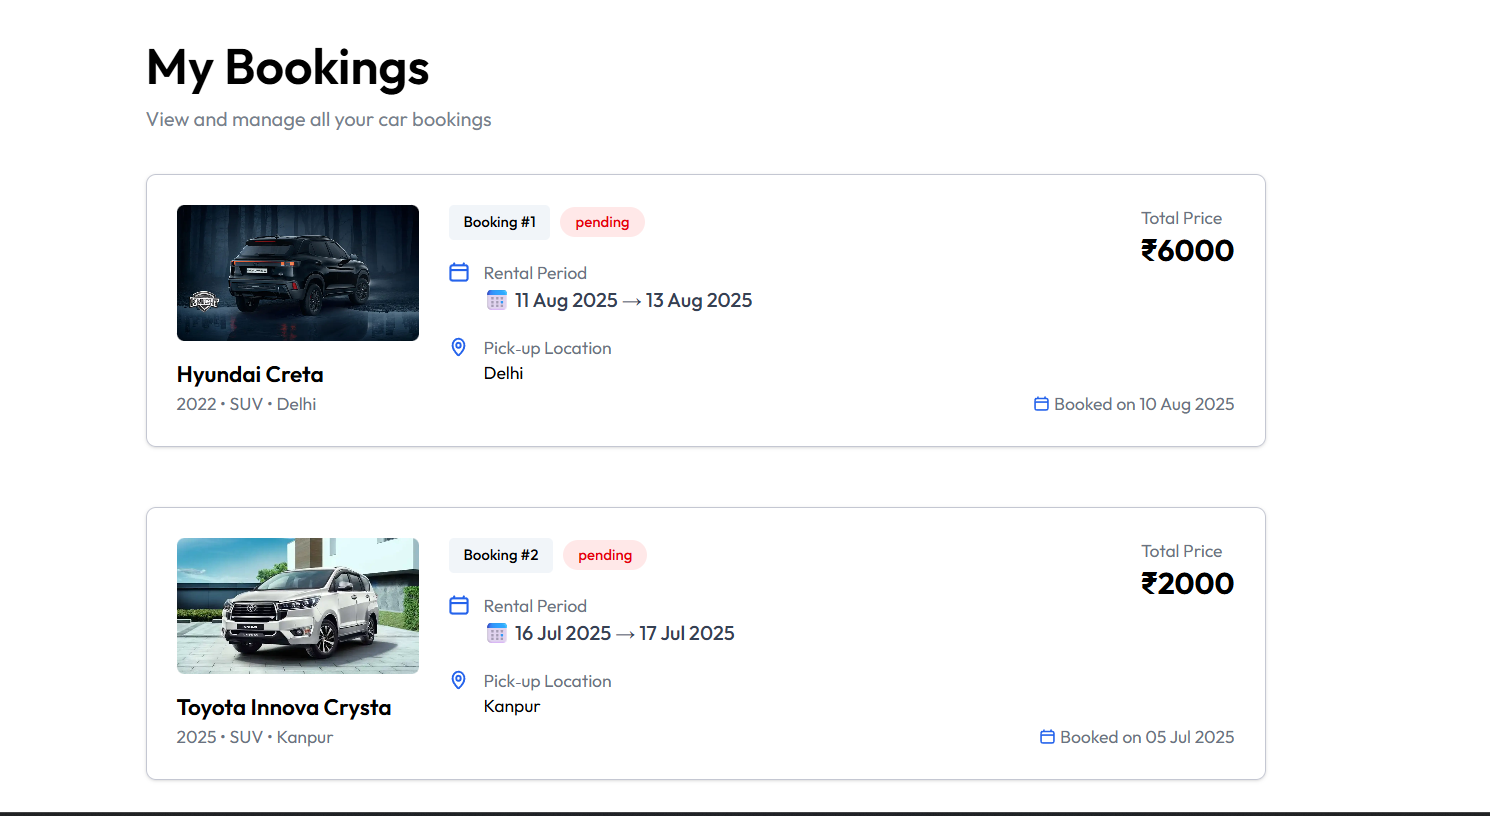 My Bookings
View and manage all your car bookings
Booking #1 pending
Total Price
₹6000
Rental Period
11 Aug 2025 → 13 Aug 2025
Pick-up Location
Delhi
Hyundai Creta
2022 • SUV • Delhi
Booked on 10 Aug 2025
Booking #2 pending
Total Price
₹2000
Rental Period
16 Jul 2025 → 17 Jul 2025
Pick-up Location
Kanpur
Toyota Innova Crysta
2025 • SUV • Kanpur
Booked on 05 Jul 2025